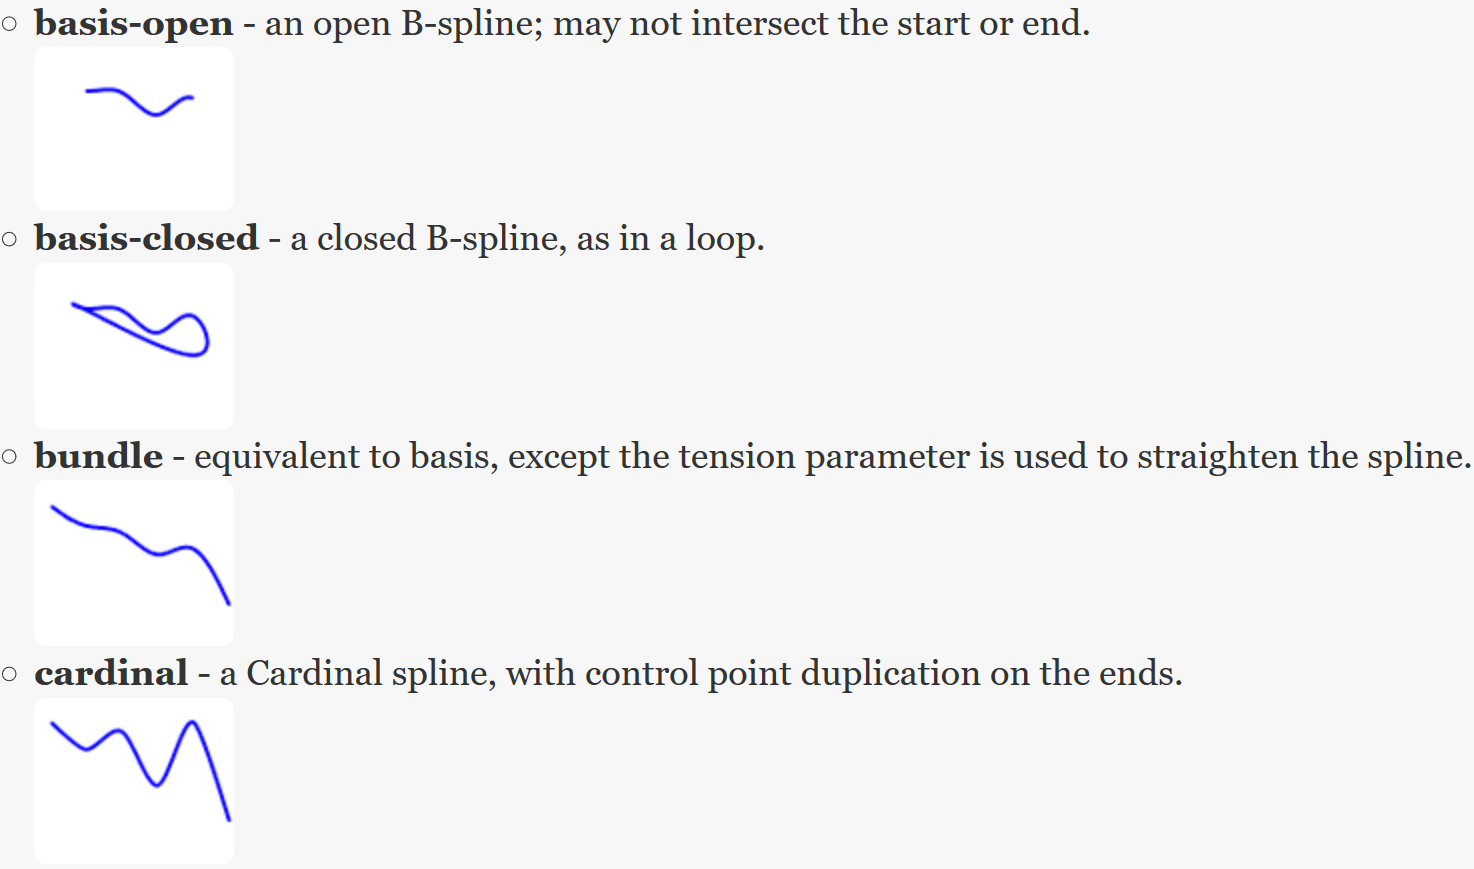 basis-open - an open B-spline; may not intersect the start or end.
basis-closed - a closed B-spline, as in a loop.
bundle - equivalent to basis, except the tension parameter is used to straighten the spline.
cardinal - a Cardinal spline, with control point duplication on the ends.